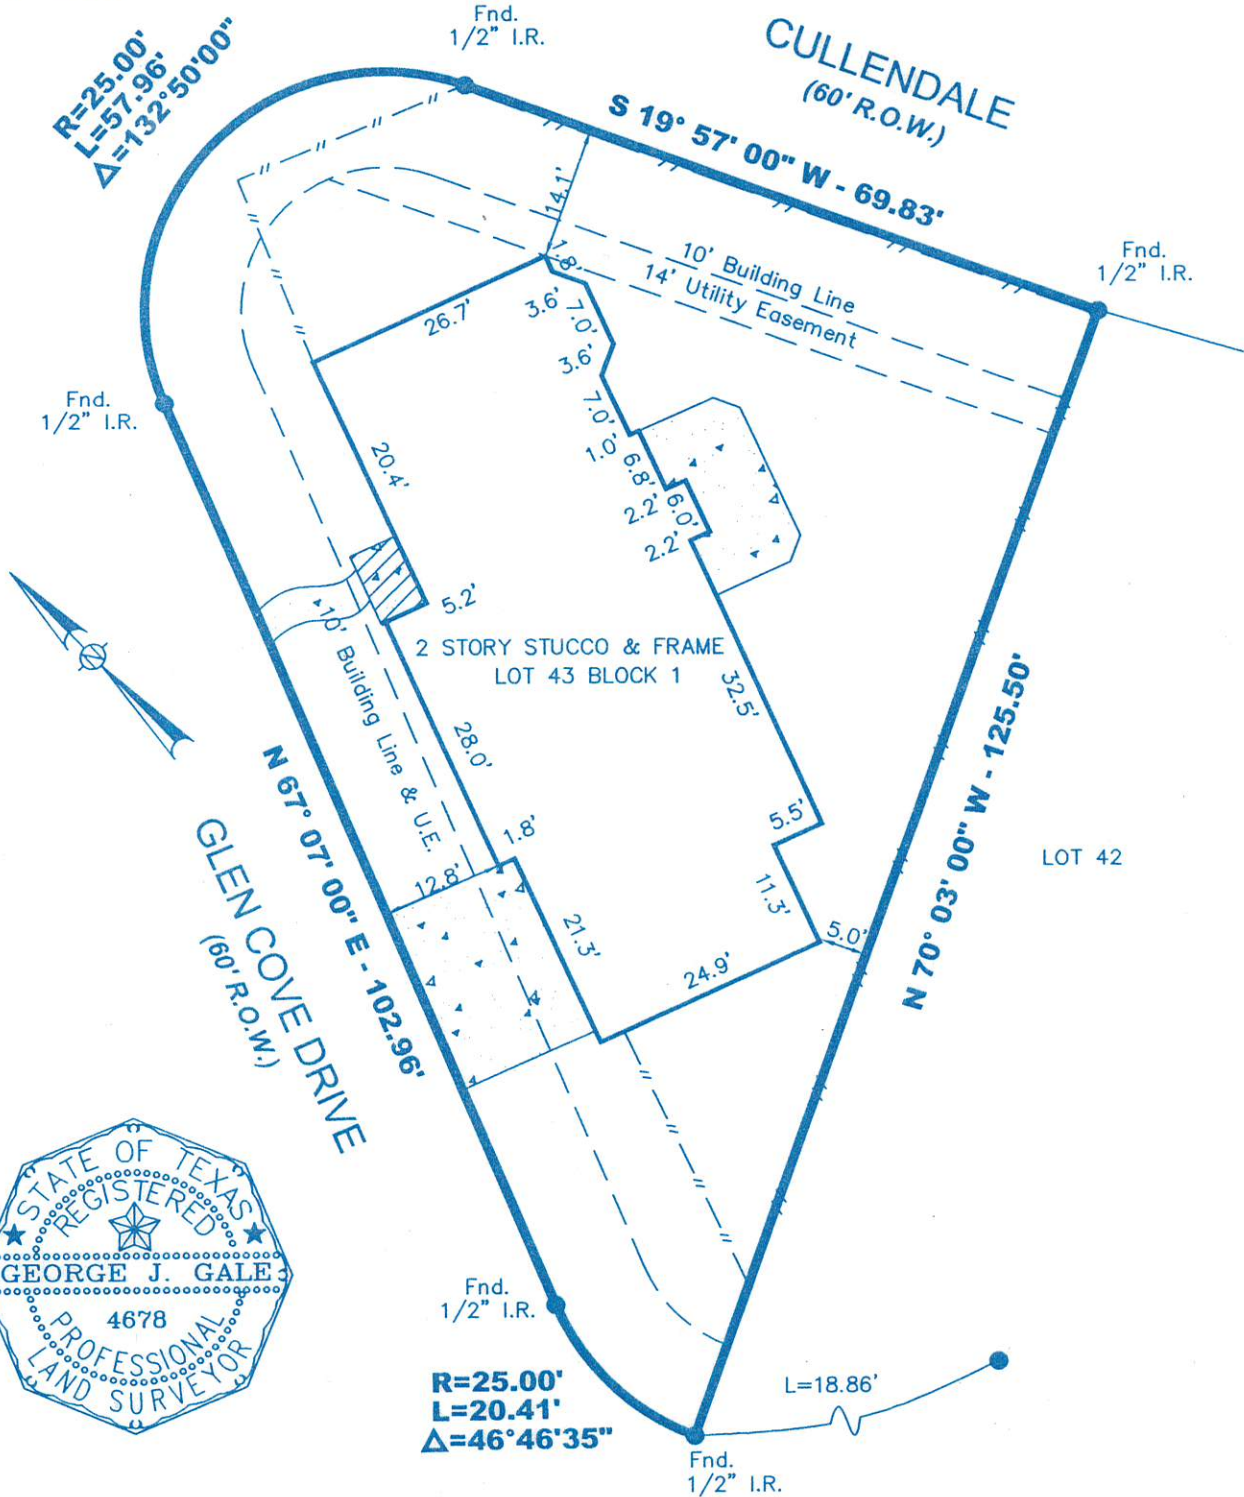 Fnd.
1/2" I.R.
CULLENDALE
(60' R.O.W.)
R=25.00'
L=57.96'
Δ=132°50'00"
S 19° 57' 00" W - 69.83'
14.1'
1.8'
10' Building Line
14' Utility Easement
Fnd.
1/2" I.R.
26.7'
3.6'
7.0'
3.6'
7.0'
1.0'
6.8'
2.2'
6.0'
2.2'
Fnd.
1/2" I.R.
20.4'
5.2'
2 STORY STUCCO & FRAME
LOT 43 BLOCK 1
10' Building Line & U.E.
28.0'
32.5'
N 70° 03' 00" W - 125.50'
LOT 42
N 67° 07' 00" E - 102.96'
GLEN COVE DRIVE
(60' R.O.W.)
1.8'
12.8'
5.5'
11.3'
5.0'
21.3'
24.9'
STATE OF TEXAS
REGISTERED
GEORGE J. GALE
4678
PROFESSIONAL
LAND SURVEYOR
Fnd.
1/2" I.R.
R=25.00'
L=20.41'
Δ=46°46'35"
L=18.86'
Fnd.
1/2" I.R.